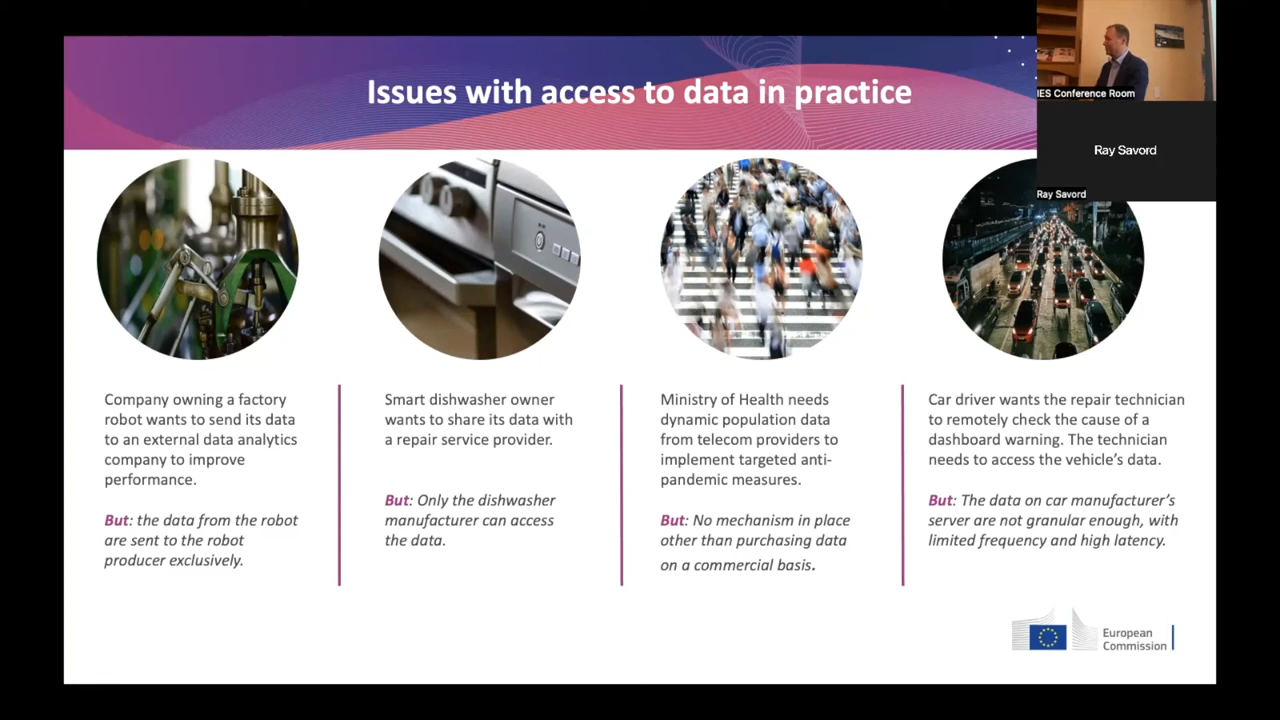 Issues with access to data in practice
IES Conference Room
Ray Savord
Ray Savord
Company owning a factory
robot wants to send its data
to an external data analytics
company to improve
performance.
But: the data from the robot
are sent to the robot
producer exclusively.
Smart dishwasher owner
wants to share its data with
a repair service provider.
But: Only the dishwasher
manufacturer can access
the data.
Ministry of Health needs
dynamic population data
from telecom providers to
implement targeted anti-
pandemic measures.
But: No mechanism in place
other than purchasing data
on a commercial basis.
Car driver wants the repair technician
to remotely check the cause of a
dashboard warning. The technician
needs to access the vehicle’s data.
But: The data on car manufacturer’s
server are not granular enough, with
limited frequency and high latency.
European
Commission